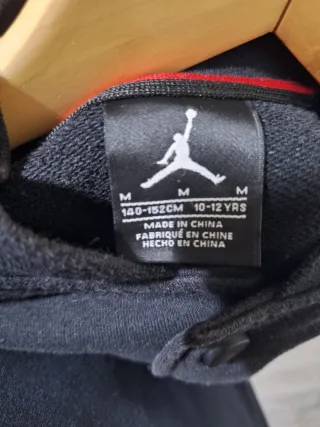 M M M
140-152CM 10-12 YRS
MADE IN CHINA
FABRIQUÉ EN CHINE
HECHO EN CHINA